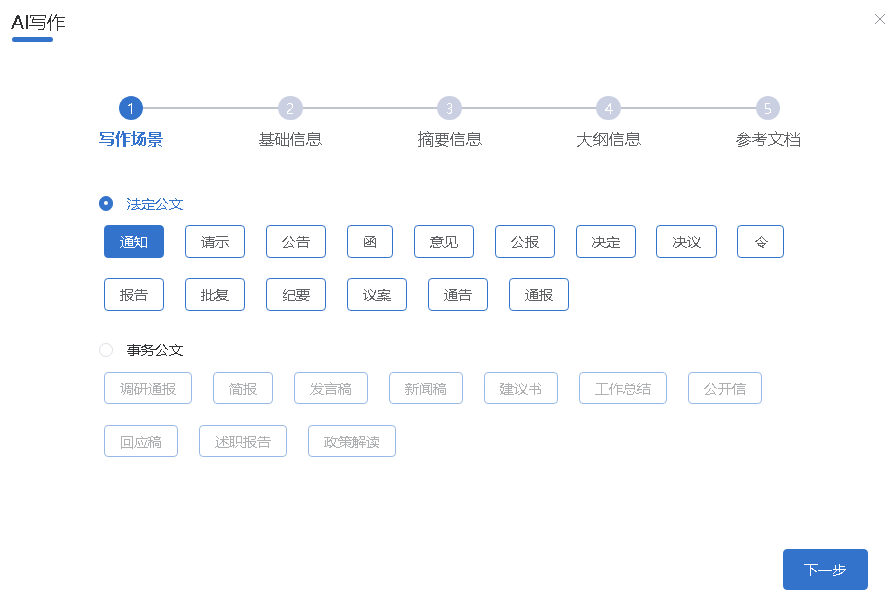 AI写作
1 2 3 4 5
写作场景 基础信息 摘要信息 大纲信息 参考文档
法定公文
通知 请示 公告 函 意见 公报 决定 决议 令
报告 批复 纪要 议案 通告 通报
事务公文
调研通报 简报 发言稿 新闻稿 建议书 工作总结 公开信
回应稿 述职报告 政策解读
下一步